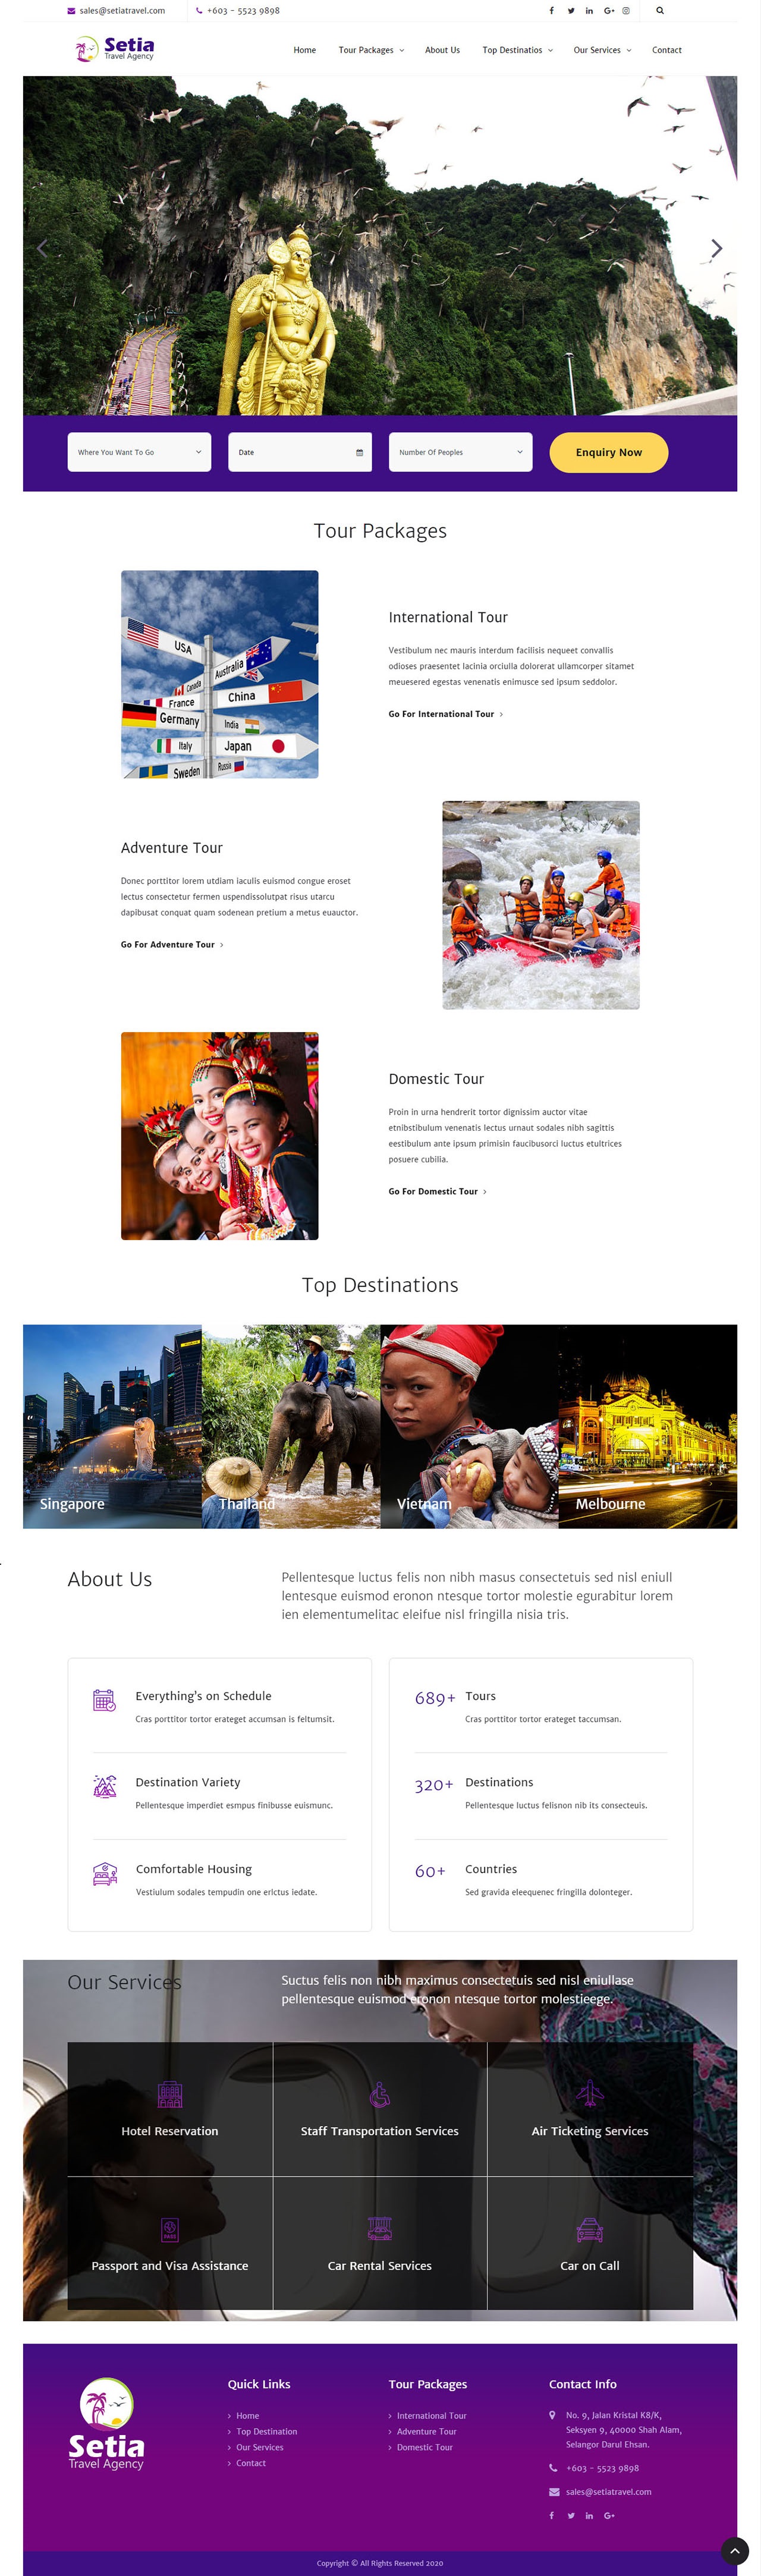 sales@setiatravel.com
+603 - 5523 9898
Setia
Travel Agency
Home
Tour Packages
About Us
Top Destinatios
Our Services
Contact
Where You Want To Go
Date
Number Of Peoples
Enquiry Now
Tour Packages
USA
Australia
Canada
France
China
Germany
India
Italy
Japan
Russia
Sweden
International Tour
Vestibulum nec mauris interdum facilisis nequeet convallis
odioses praesentet lacinia orciulla dolorerat ullamcorper sitamet
meuesered egestas venenatis enimusce sed ipsum seddolor.
Go For International Tour
Adventure Tour
Donec porttitor lorem utdiam iaculis euismod congue eroset
lectus consectetur fermen uspendissolutpat risus utarcu
dapibusat conquat quam sodenean pretium a metus euauctor.
Go For Adventure Tour
Domestic Tour
Proin in urna hendrerit tortor dignissim auctor vitae
etnibstibulum venenatis lectus urnaut sodales nibh sagittis
eestibulum ante ipsum primisin faucibusorci luctus etultrices
posuere cubilia.
Go For Domestic Tour
Top Destinations
Singapore
Thailand
Vietnam
Melbourne
About Us
Pellentesque luctus felis non nibh masus consectetuis sed nisl eniull
lentesque euismod eronon ntesque tortor molestie egurabitur lorem
ien elementumelitac eleifue nisl fringilla nisia tris.
Everything's on Schedule
Cras porttitor tortor erateget accumsan is feltumsit.
Destination Variety
Pellentesque imperdiet esmpus finibusse euismunc.
Comfortable Housing
Vestiulum sodales tempudin one erictus iedate.
689+ Tours
Cras porttitor tortor erateget taccumsan.
320+ Destinations
Pellentesque luctus felisnon nib its consecteuis.
60+ Countries
Sed gravida eleequenec fringilla dolonteger.
Our Services
Suctus felis non nibh maximus consectetuis sed nisl eniullase
pellentesque euismod eronon ntesque tortor molestieege.
Hotel Reservation
Staff Transportation Services
Air Ticketing Services
Passport and Visa Assistance
Car Rental Services
Car on Call
Setia
Travel Agency
Quick Links
Home
Top Destination
Our Services
Contact
Tour Packages
International Tour
Adventure Tour
Domestic Tour
Contact Info
No. 9, Jalan Kristal K8/K,
Seksyen 9, 40000 Shah Alam,
Selangor Darul Ehsan.
+603 - 5523 9898
sales@setiatravel.com
Copyright © All Rights Reserved 2020